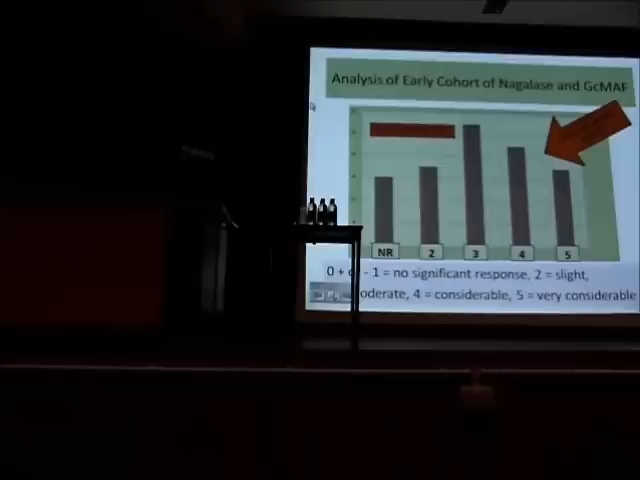 Analysis of Early Cohort of Nagalase and GcMAF
NR 2 3 4 5
0 + - 1 = no significant response, 2 = slight,
oderate, 4 = considerable, 5 = very considerable